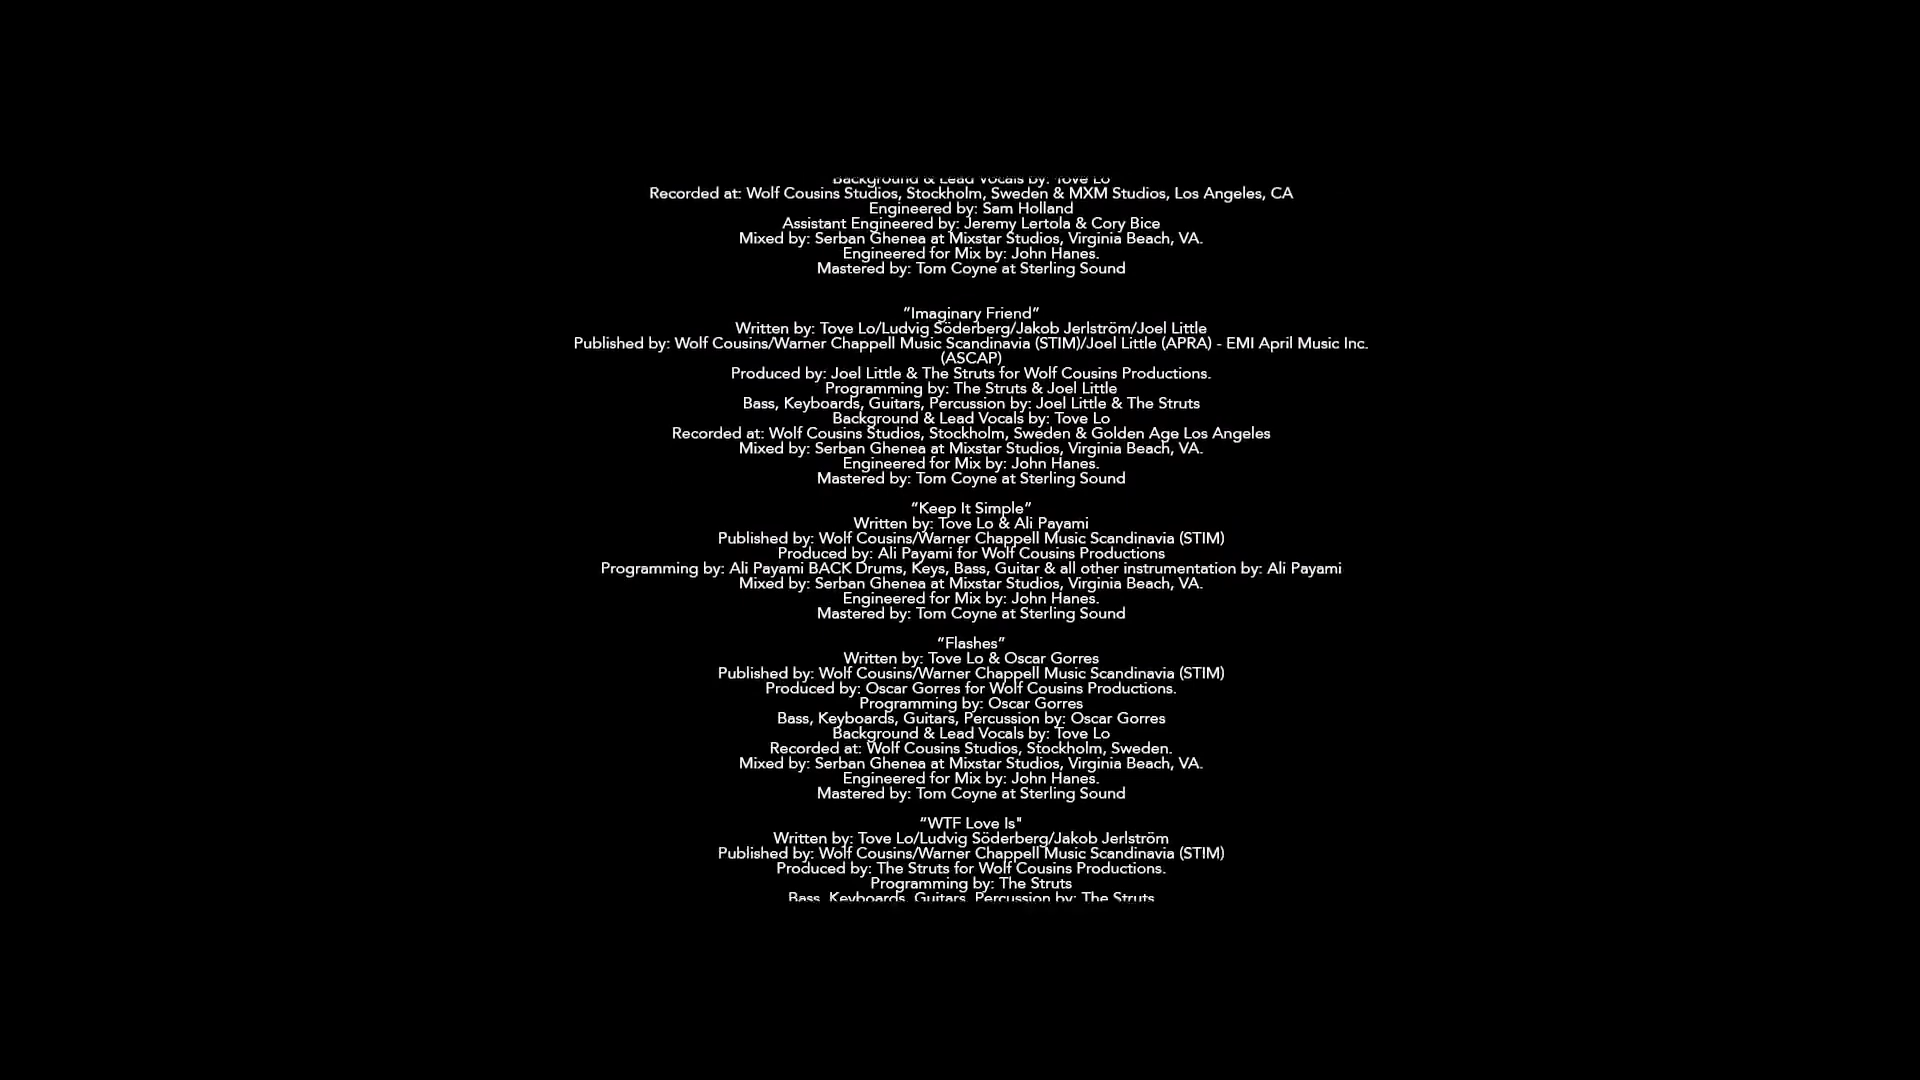 Background & Lead Vocals by: Tove Lo
Recorded at: Wolf Cousins Studios, Stockholm, Sweden & MXM Studios, Los Angeles, CA
Engineered by: Sam Holland
Assistant Engineered by: Jeremy Lertola & Cory Bice
Mixed by: Serban Ghenea at Mixstar Studios, Virginia Beach, VA.
Engineered for Mix by: John Hanes.
Mastered by: Tom Coyne at Sterling Sound
”Imaginary Friend”
Written by: Tove Lo/Ludvig Söderberg/Jakob Jerlström/Joel Little
Published by: Wolf Cousins/Warner Chappell Music Scandinavia (STIM)/Joel Little (APRA) - EMI April Music Inc.
(ASCAP)
Produced by: Joel Little & The Struts for Wolf Cousins Productions.
Programming by: The Struts & Joel Little
Bass, Keyboards, Guitars, Percussion by: Joel Little & The Struts
Background & Lead Vocals by: Tove Lo
Recorded at: Wolf Cousins Studios, Stockholm, Sweden & Golden Age Los Angeles
Mixed by: Serban Ghenea at Mixstar Studios, Virginia Beach, VA.
Engineered for Mix by: John Hanes.
Mastered by: Tom Coyne at Sterling Sound
”Keep It Simple”
Written by: Tove Lo & Ali Payami
Published by: Wolf Cousins/Warner Chappell Music Scandinavia (STIM)
Produced by: Ali Payami for Wolf Cousins Productions
Programming by: Ali Payami BACK Drums, Keys, Bass, Guitar & all other instrumentation by: Ali Payami
Mixed by: Serban Ghenea at Mixstar Studios, Virginia Beach, VA.
Engineered for Mix by: John Hanes.
Mastered by: Tom Coyne at Sterling Sound
”Flashes”
Written by: Tove Lo & Oscar Gorres
Published by: Wolf Cousins/Warner Chappell Music Scandinavia (STIM)
Produced by: Oscar Gorres for Wolf Cousins Productions.
Programming by: Oscar Gorres
Bass, Keyboards, Guitars, Percussion by: Oscar Gorres
Background & Lead Vocals by: Tove Lo
Recorded at: Wolf Cousins Studios, Stockholm, Sweden.
Mixed by: Serban Ghenea at Mixstar Studios, Virginia Beach, VA.
Engineered for Mix by: John Hanes.
Mastered by: Tom Coyne at Sterling Sound
”WTF Love Is"
Written by: Tove Lo/Ludvig Söderberg/Jakob Jerlström
Published by: Wolf Cousins/Warner Chappell Music Scandinavia (STIM)
Produced by: The Struts for Wolf Cousins Productions.
Programming by: The Struts
Bass, Keyboards, Guitars, Percussion by: The Struts